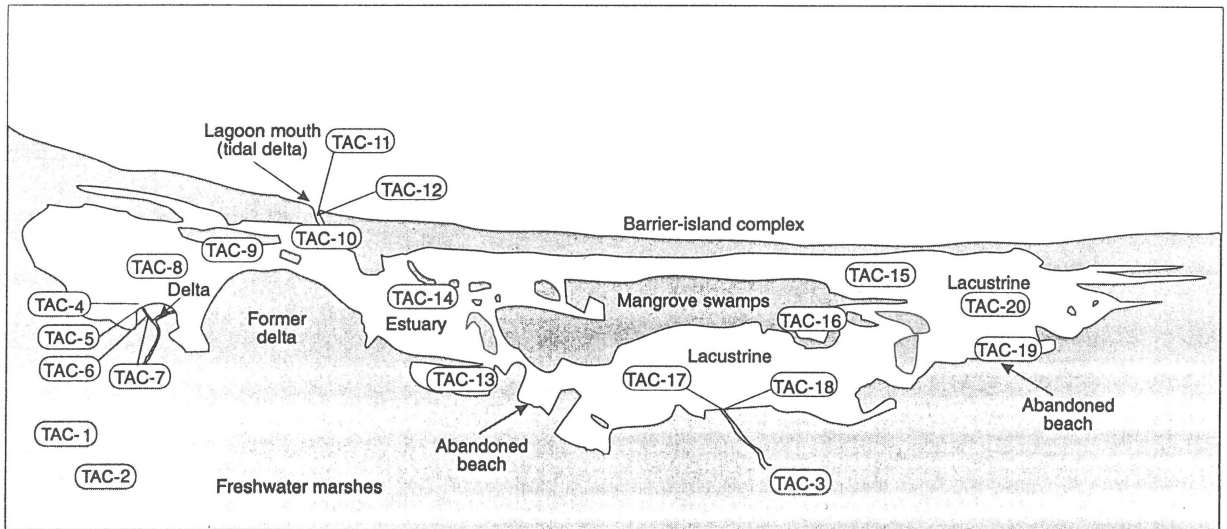 Lagoon mouth
(tidal delta)
TAC-11
TAC-12
Barrier-island complex
TAC-10
TAC-9
TAC-8
Delta
TAC-15
Lacustrine
TAC-20
TAC-4
TAC-14
Mangrove swamps
TAC-16
Estuary
TAC-5
Former
delta
TAC-6
TAC-7
Lacustrine
TAC-19
TAC-13
TAC-17
TAC-18
Abandoned
beach
TAC-1
Abandoned
beach
TAC-2
Freshwater marshes
TAC-3